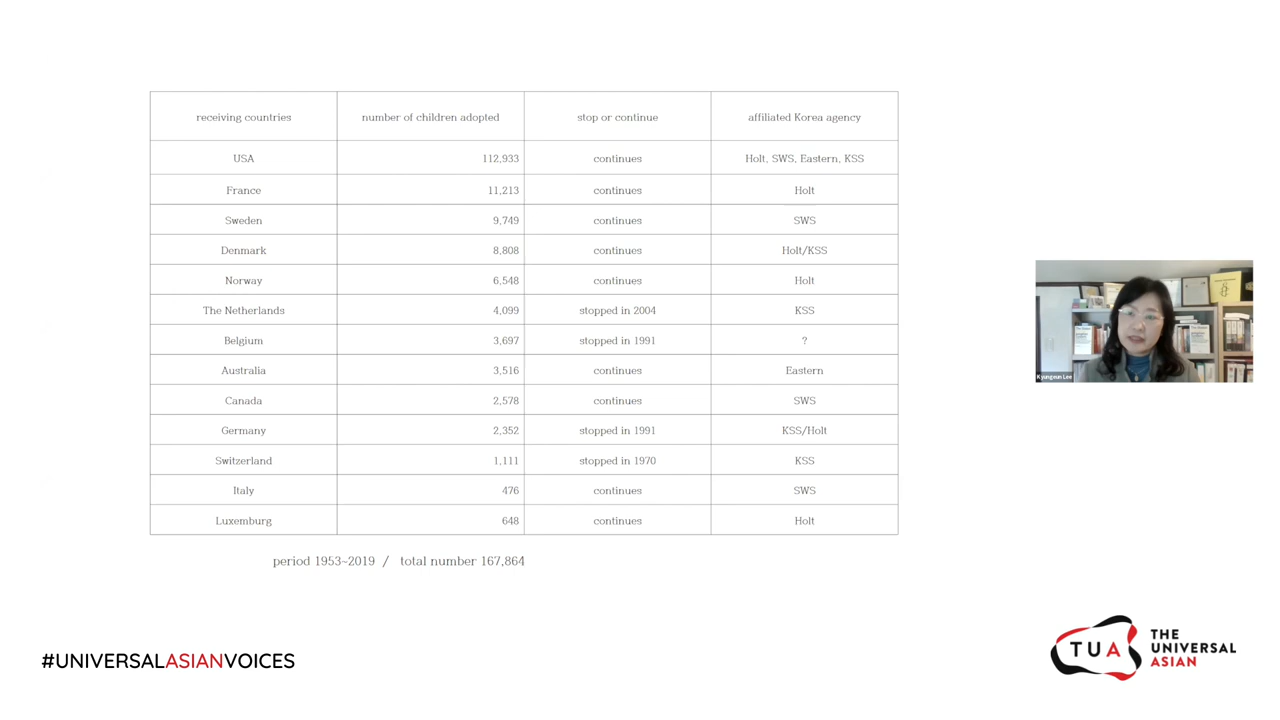 receiving countries number of children adopted stop or continue affiliated Korea agency
USA 112,933 continues Holt, SWS, Eastern, KSS
France 11,213 continues Holt
Sweden 9,749 continues SWS
Denmark 8,808 continues Holt/KSS
Norway 6,548 continues Holt
The Netherlands 4,099 stopped in 2004 KSS
Belgium 3,697 stopped in 1991 ?
Australia 3,516 continues Eastern
Canada 2,578 continues SWS
Germany 2,352 stopped in 1991 KSS/Holt
Switzerland 1,111 stopped in 1970 KSS
Italy 476 continues SWS
Luxemburg 648 continues Holt
period 1953~2019 / total number 167,864
Kyungeun Lee
#UNIVERSALASIANVOICES
TUA
THE
UNIVERSAL
ASIAN